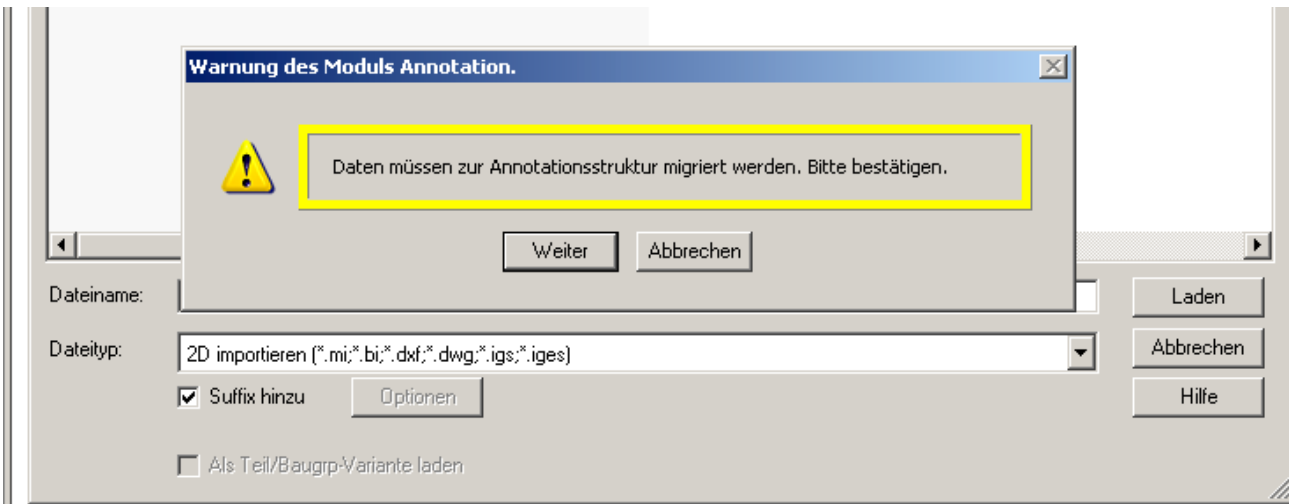 Warnung des Moduls Annotation.
Daten müssen zur Annotationsstruktur migriert werden. Bitte bestätigen.
Weiter
Abbrechen
Dateiname:
Laden
Dateityp:
2D importieren (*.mi;*.bi;*.dxf;*.dwg;*.igs;*.iges)
Abbrechen
Suffix hinzu
Optionen
Hilfe
Als Teil/Baugrp-Variante laden